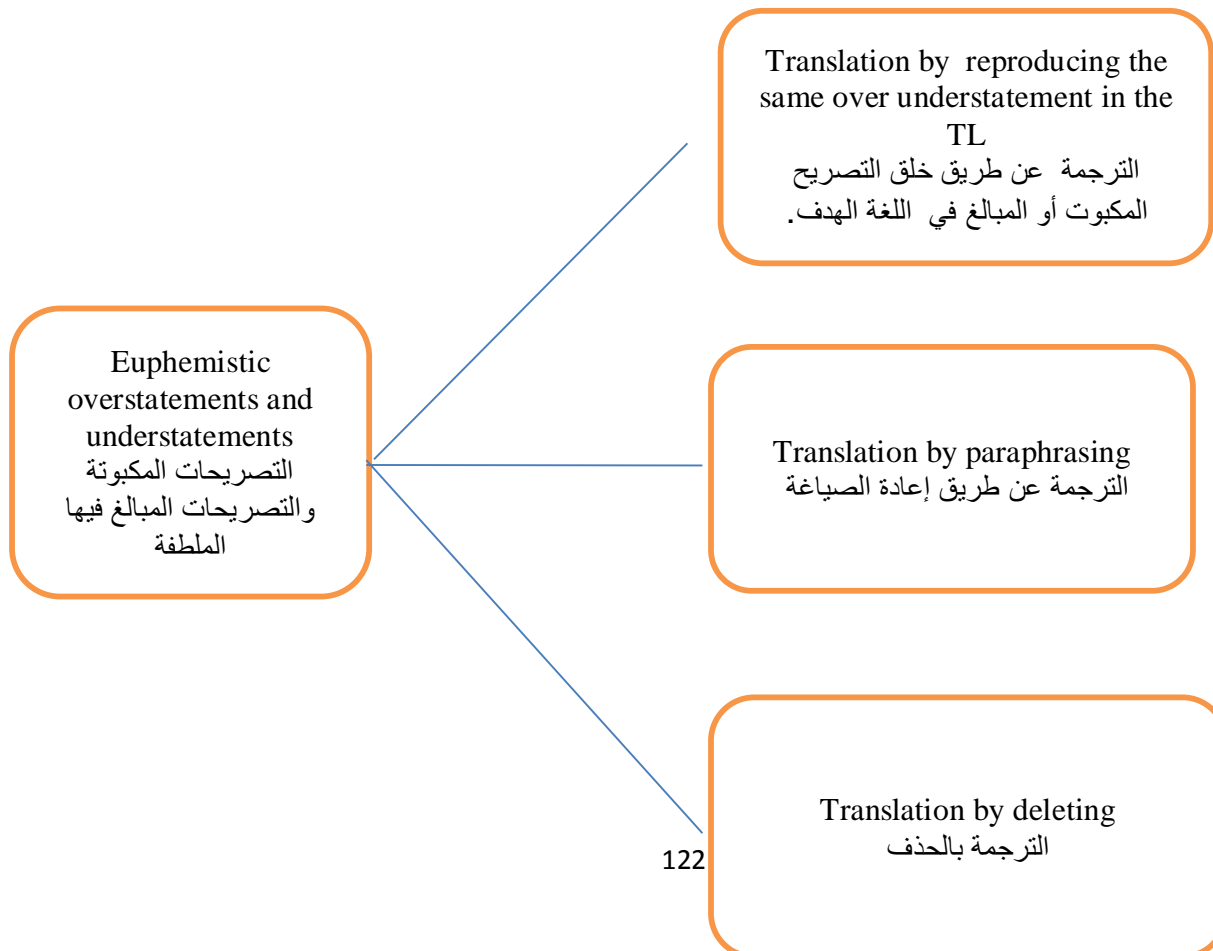 Translation by reproducing the
same over understatement in the
TL
الترجمة عن طريق خلق التصريح
المكبوت أو المبالغ في اللغة الهدف.
Euphemistic
overstatements and
understatements
التصريحات المكبوتة
والتصريحات المبالغ فيها
الملطفة
Translation by paraphrasing
الترجمة عن طريق إعادة الصياغة
Translation by deleting
الترجمة بالحذف
122